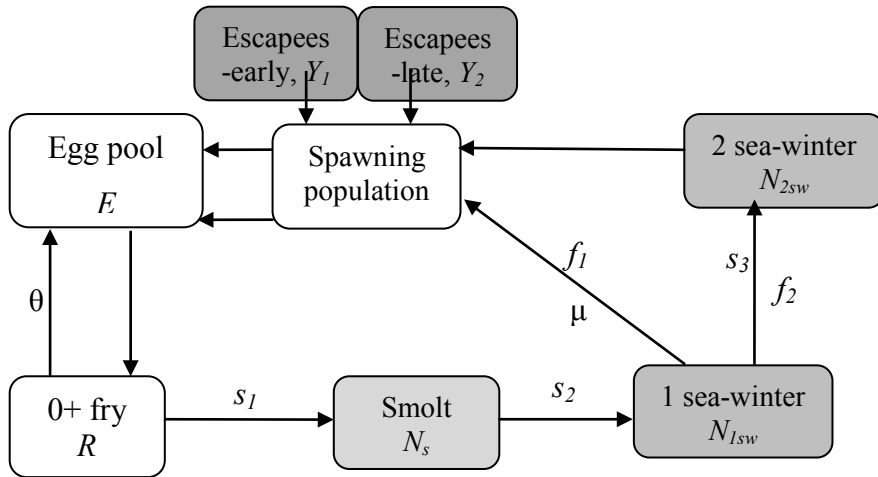 Escapees
-early, Y1
Escapees
-late, Y2
Egg pool
E
Spawning
population
2 sea-winter
N2sw
f1
μ
s3
f2
θ
0+ fry
R
s1
Smolt
Ns
s2
1 sea-winter
N1sw